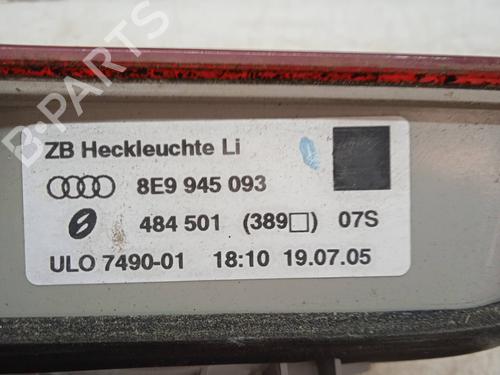 B-PARTS
ZB Heckleuchte Li
8E9 945 093
484 501 (389□) 07S
ULO 7490-01 18:10 19.07.05